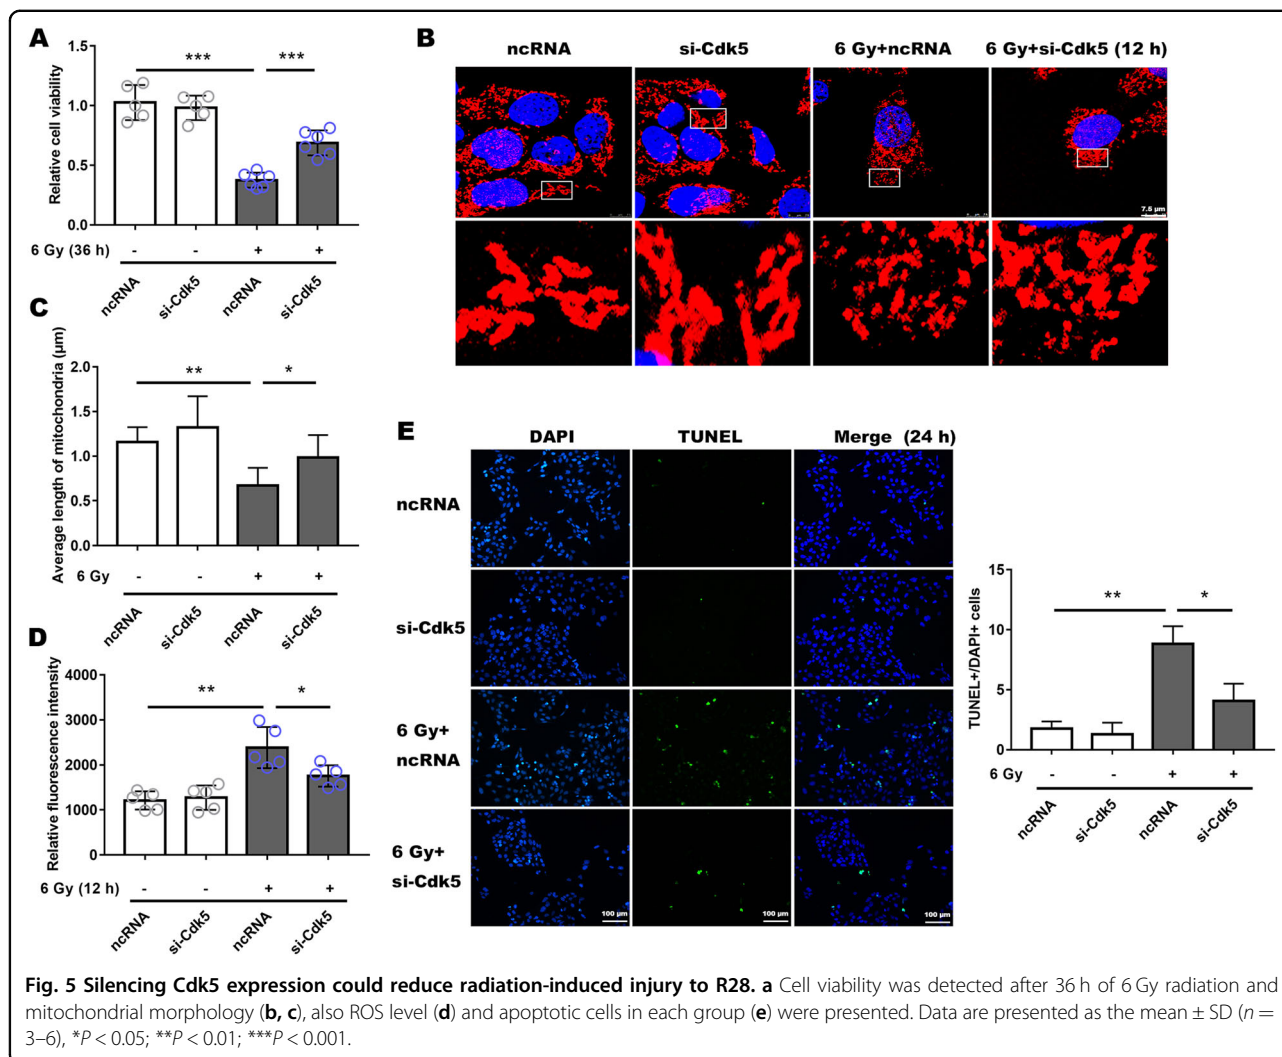 A
Relative cell viability
1.5
1.0
0.5
0.0
*** ***
6 Gy (36 h) - - + +
ncRNA si-Cdk5 ncRNA si-Cdk5
B
ncRNA si-Cdk5 6 Gy+ncRNA 6 Gy+si-Cdk5 (12 h)
7.5 µm
C
Average length of mitochondria (µm)
2.0
1.5
1.0
0.5
0.0
** *
6 Gy - - + +
ncRNA si-Cdk5 ncRNA si-Cdk5
D
Relative fluorescence intensity
4000
3000
2000
1000
0
** *
6 Gy (12 h) - - + +
ncRNA si-Cdk5 ncRNA si-Cdk5
E
DAPI TUNEL Merge (24 h)
ncRNA
si-Cdk5
6 Gy+
ncRNA
6 Gy+
si-Cdk5
100 µm 100 µm 100 µm
TUNEL+/DAPI+ cells
15
10
5
0
** *
6 Gy - - + +
ncRNA si-Cdk5 ncRNA si-Cdk5
Fig. 5 Silencing Cdk5 expression could reduce radiation-induced injury to R28. a Cell viability was detected after 36 h of 6 Gy radiation and
mitochondrial morphology (b, c), also ROS level (d) and apoptotic cells in each group (e) were presented. Data are presented as the mean ± SD (n =
3–6), *P < 0.05; **P < 0.01; ***P < 0.001.